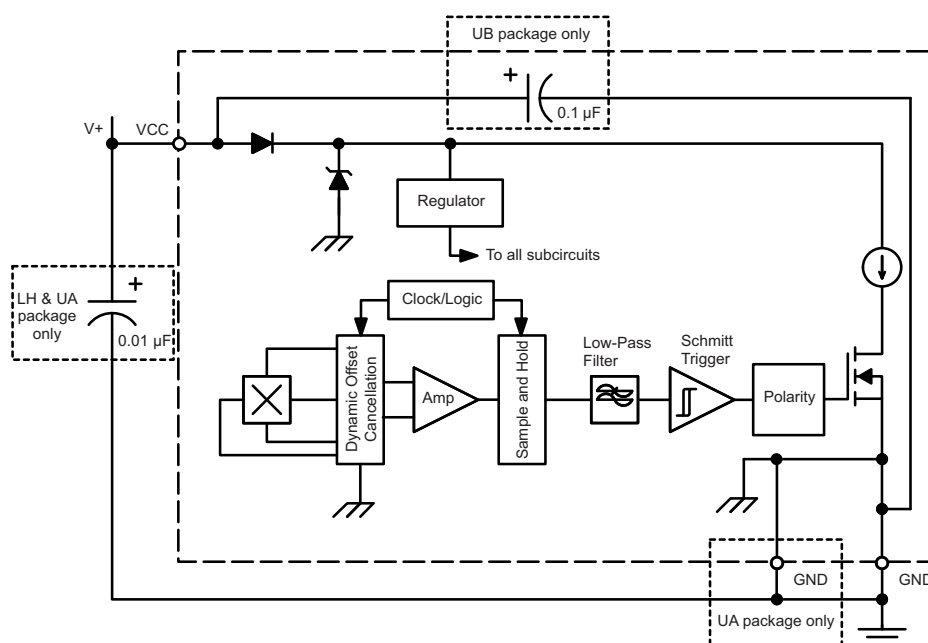 UB package only
+
0.1 µF
V+
VCC
Regulator
To all subcircuits
LH & UA
package
only
+
0.01 µF
Clock/Logic
Dynamic Offset
Cancellation
Amp
Sample and Hold
Low-Pass
Filter
Schmitt
Trigger
Polarity
GND
GND
UA package only